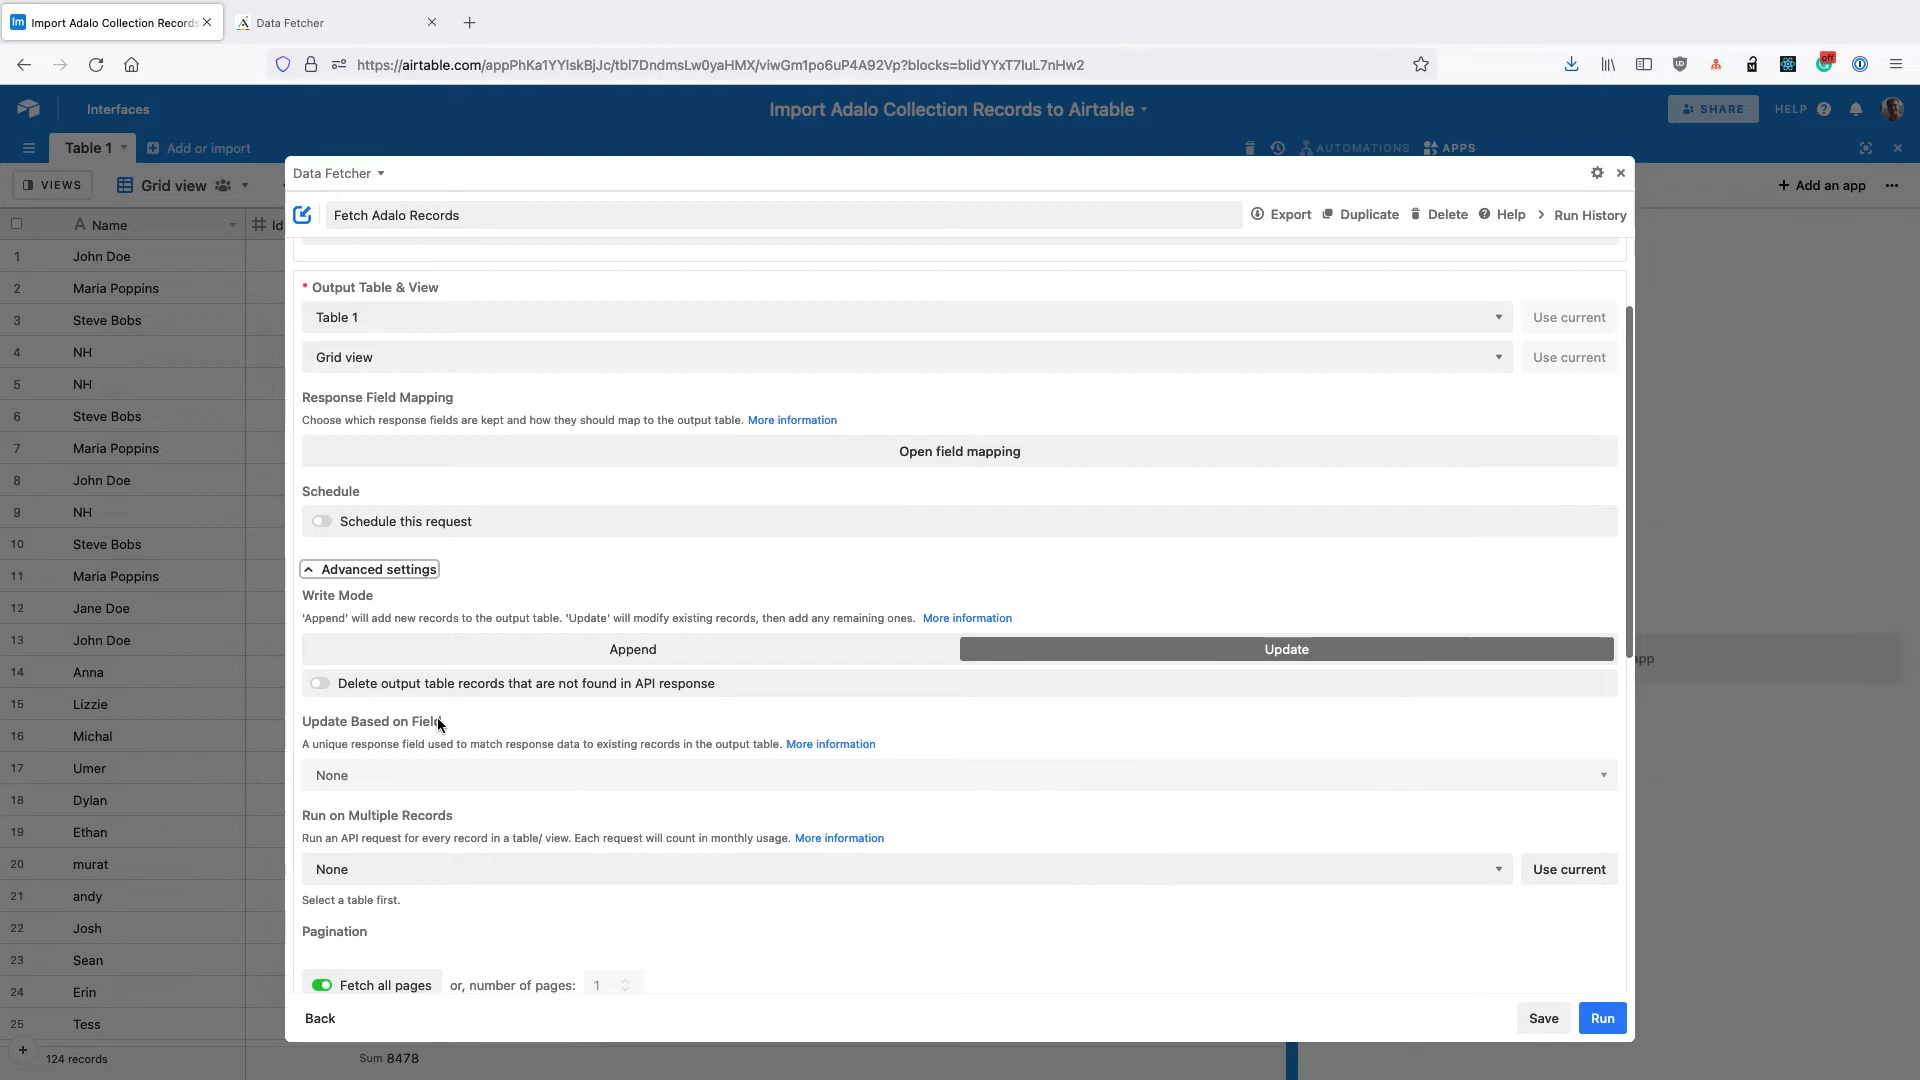 Import Adalo Collection Records
Data Fetcher
https://airtable.com/appPhKa1YYlskBjJc/tbl7DndmsLw0yaHMX/viwGm1po6uP4A92Vp?blocks=blidYYxT7luL7nHw2
off
Interfaces
Import Adalo Collection Records to Airtable
SHARE
HELP
Table 1
Add or import
AUTOMATIONS
APPS
VIEWS
Grid view
Add an app
Data Fetcher
Fetch Adalo Records
Export
Duplicate
Delete
Help
Run History
Name
Id
1 John Doe
2 Maria Poppins
3 Steve Bobs
4 NH
5 NH
6 Steve Bobs
7 Maria Poppins
8 John Doe
9 NH
10 Steve Bobs
11 Maria Poppins
12 Jane Doe
13 John Doe
14 Anna
15 Lizzie
16 Michal
17 Umer
18 Dylan
19 Ethan
20 murat
21 andy
22 Josh
23 Sean
24 Erin
25 Tess
124 records
Sum 8478
* Output Table & View
Table 1
Use current
Grid view
Use current
Response Field Mapping
Choose which response fields are kept and how they should map to the output table. More information
Open field mapping
Schedule
Schedule this request
Advanced settings
Write Mode
'Append' will add new records to the output table. 'Update' will modify existing records, then add any remaining ones. More information
Append
Update
Delete output table records that are not found in API response
app
Update Based on Field
A unique response field used to match response data to existing records in the output table. More information
None
Run on Multiple Records
Run an API request for every record in a table/ view. Each request will count in monthly usage. More information
None
Use current
Select a table first.
Pagination
Fetch all pages
or, number of pages:
1
Back
Save
Run